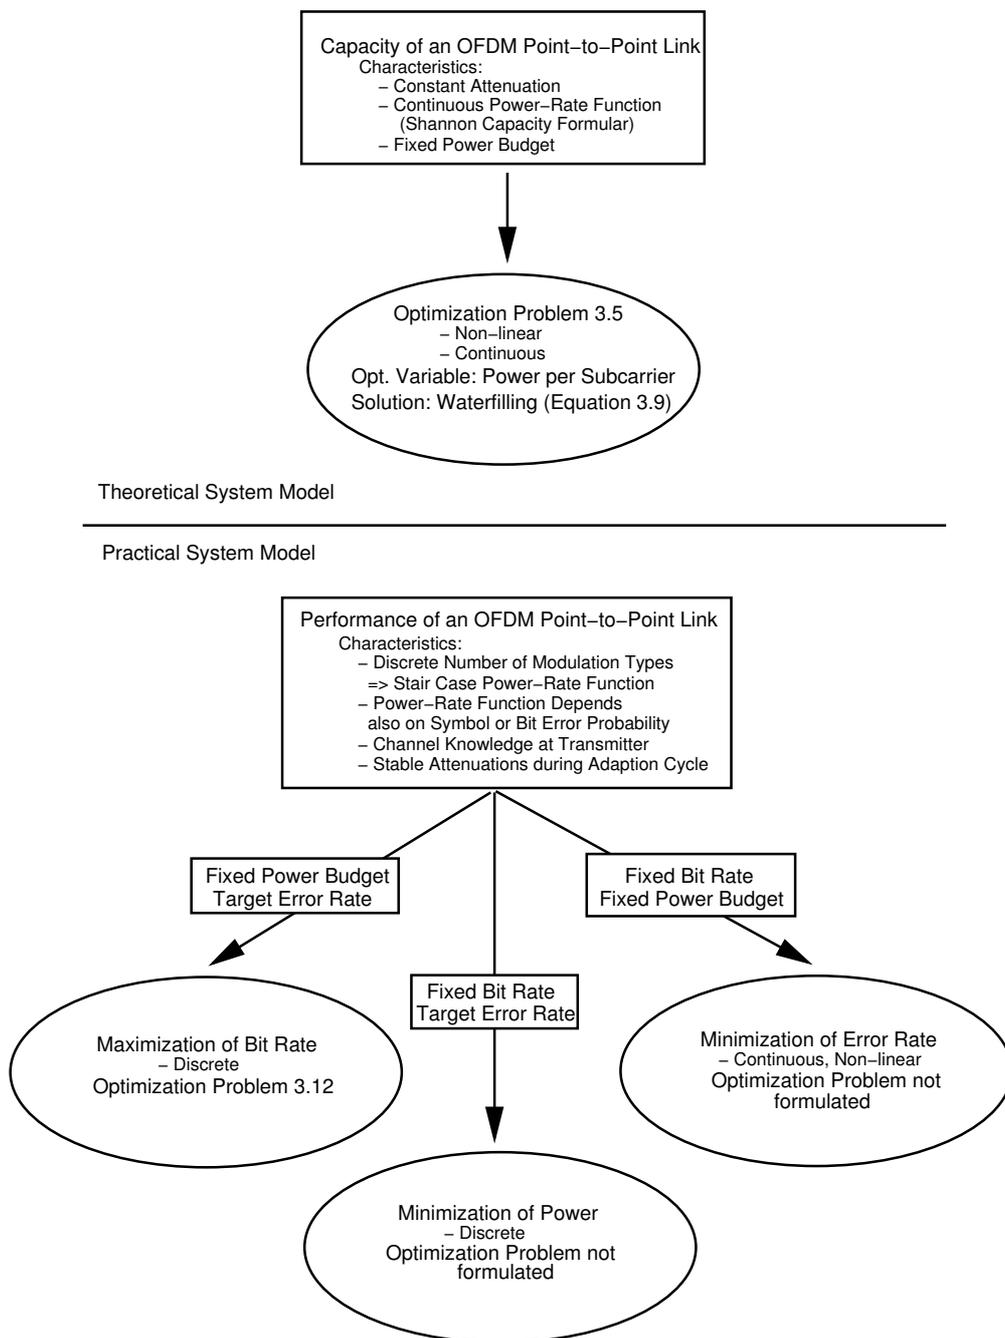 Capacity of an OFDM Point−to−Point Link
Characteristics:
− Constant Attenuation
− Continuous Power−Rate Function
(Shannon Capacity Formular)
− Fixed Power Budget
Optimization Problem 3.5
− Non−linear
− Continuous
Opt. Variable: Power per Subcarrier
Solution: Waterfilling (Equation 3.9)
Theoretical System Model
Practical System Model
Performance of an OFDM Point−to−Point Link
Characteristics:
− Discrete Number of Modulation Types
=> Stair Case Power−Rate Function
− Power−Rate Function Depends
also on Symbol or Bit Error Probability
− Channel Knowledge at Transmitter
− Stable Attenuations during Adaption Cycle
Fixed Power Budget
Target Error Rate
Fixed Bit Rate
Fixed Power Budget
Fixed Bit Rate
Target Error Rate
Maximization of Bit Rate
− Discrete
Optimization Problem 3.12
Minimization of Error Rate
− Continuous, Non−linear
Optimization Problem not
formulated
Minimization of Power
− Discrete
Optimization Problem not
formulated